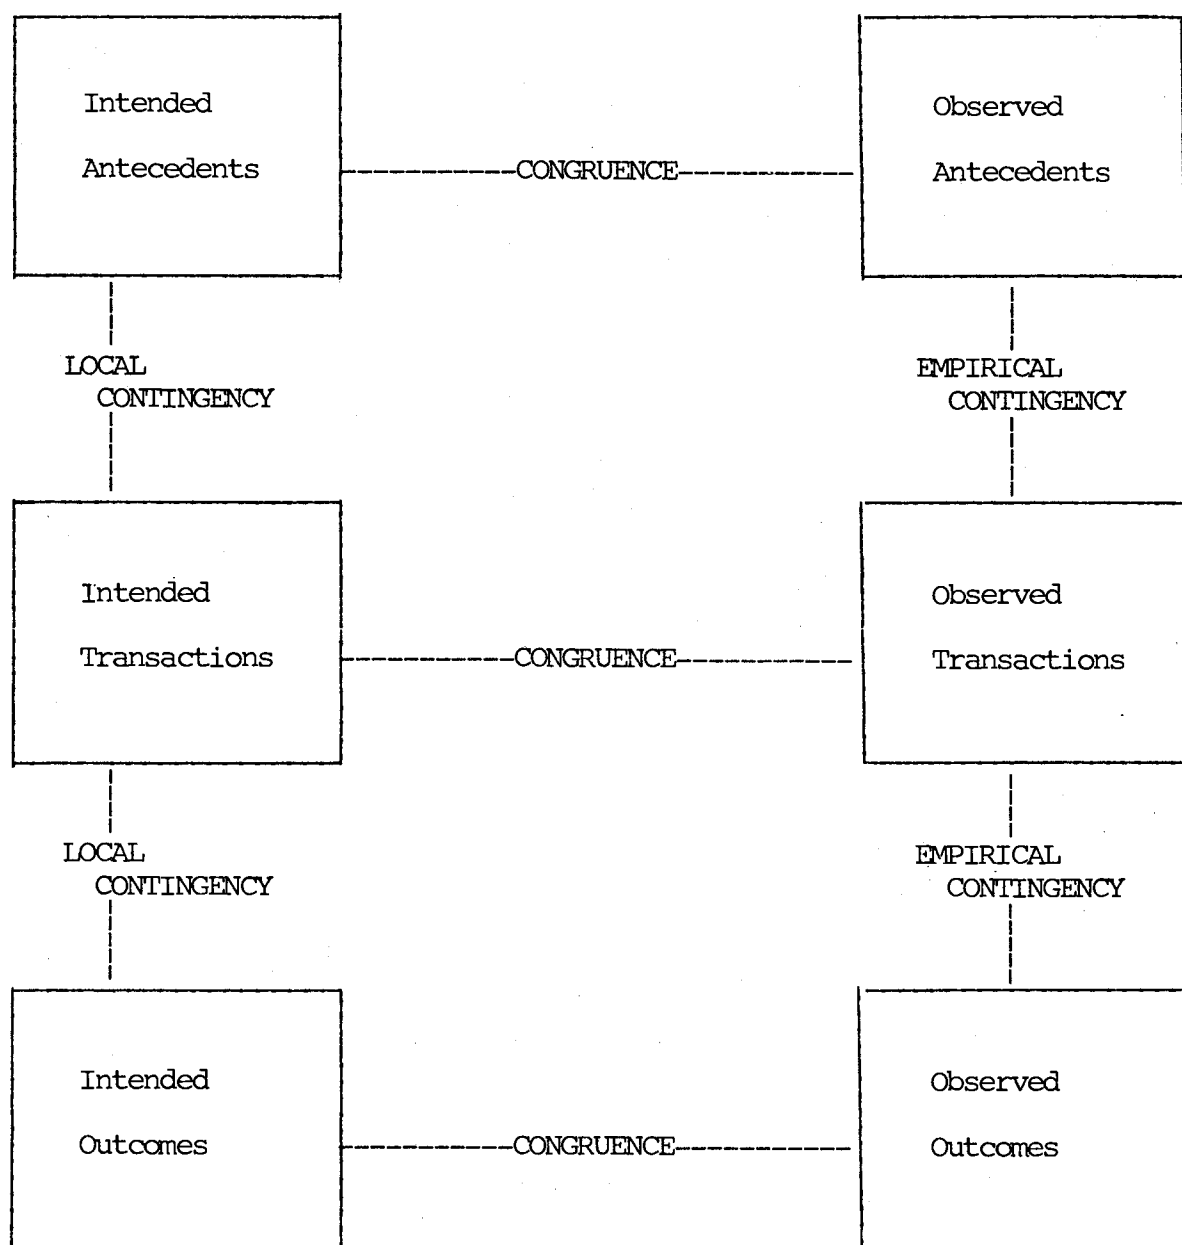 Intended
Antecedents
CONGRUENCE
Observed
Antecedents
LOCAL
CONTINGENCY
EMPIRICAL
CONTINGENCY
Intended
Transactions
CONGRUENCE
Observed
Transactions
LOCAL
CONTINGENCY
EMPIRICAL
CONTINGENCY
Intended
Outcomes
CONGRUENCE
Observed
Outcomes